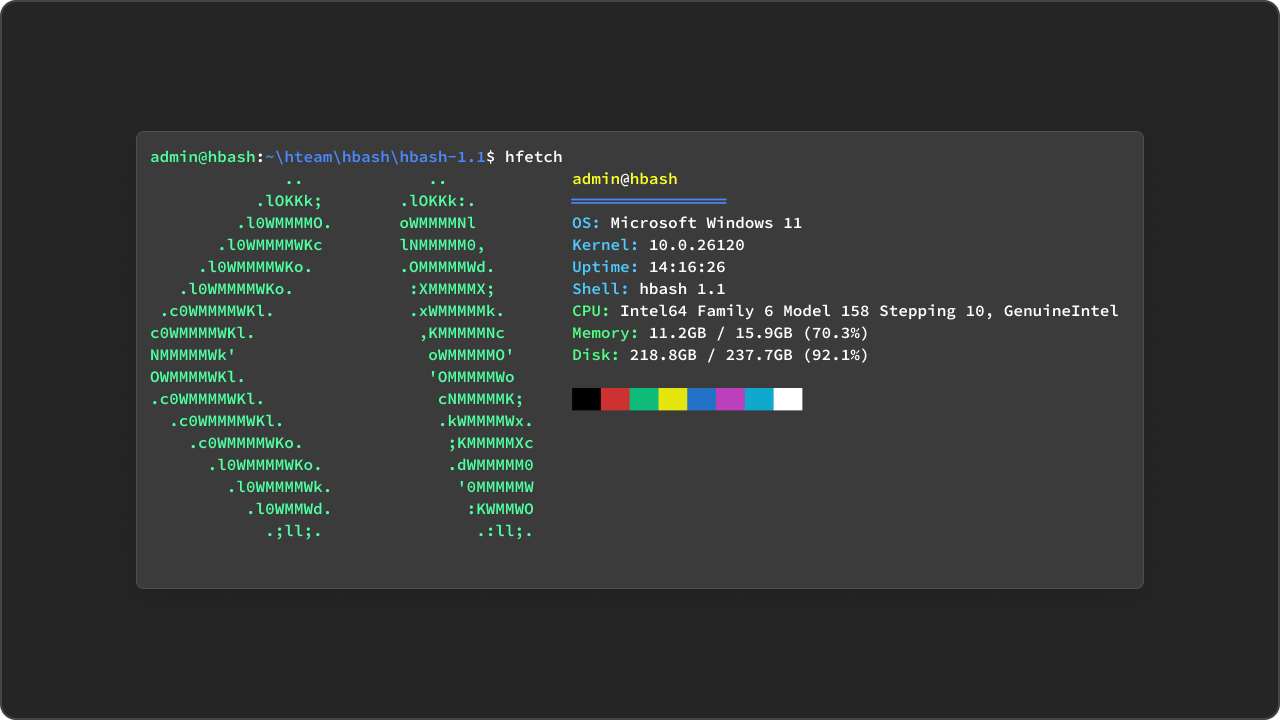 admin@hbash:~\hteam\hbash\hbash-1.1$ hfetch
              ..             ..             admin@hbash
           .lOKKk;        .lOKKk:.          ════════════════
         .l0WMMMMO.       oWMMMMNl          OS: Microsoft Windows 11
       .l0WMMMMWKc        lNMMMMM0,         Kernel: 10.0.26120
     .l0WMMMMWKo.         .OMMMMMWd.        Uptime: 14:16:26
   .l0WMMMMWKo.            :XMMMMMX;        Shell: hbash 1.1
 .c0WMMMMWKl.              .xWMMMMMk.       CPU: Intel64 Family 6 Model 158 Stepping 10, GenuineIntel
c0WMMMMWKl.                 ,KMMMMMNc       Memory: 11.2GB / 15.9GB (70.3%)
NMMMMMWk'                    oWMMMMMO'      Disk: 218.8GB / 237.7GB (92.1%)
OWMMMMWKl.                   'OMMMMMWo
.c0WMMMMWKl.                  cNMMMMMK;
  .c0WMMMMWKl.                .kWMMMMWx.
    .c0WMMMMWKo.               ;KMMMMMXc
      .l0WMMMMWKo.             .dWMMMMM0
        .l0WMMMMWk.             '0MMMMMW
          .l0WMMWd.              :KWMMWO
            .;ll;.                .:ll;.